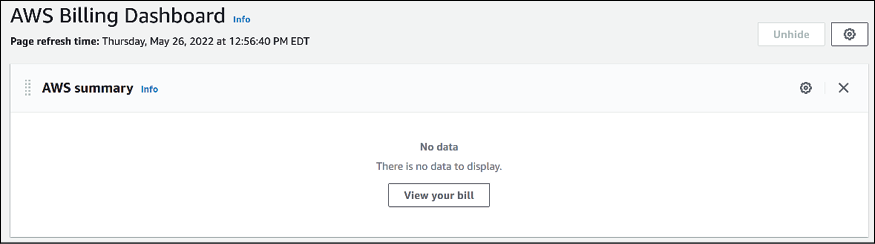 AWS Billing Dashboard Info
Page refresh time: Thursday, May 26, 2022 at 12:56:40 PM EDT
Unhide
AWS summary Info
No data
There is no data to display.
View your bill